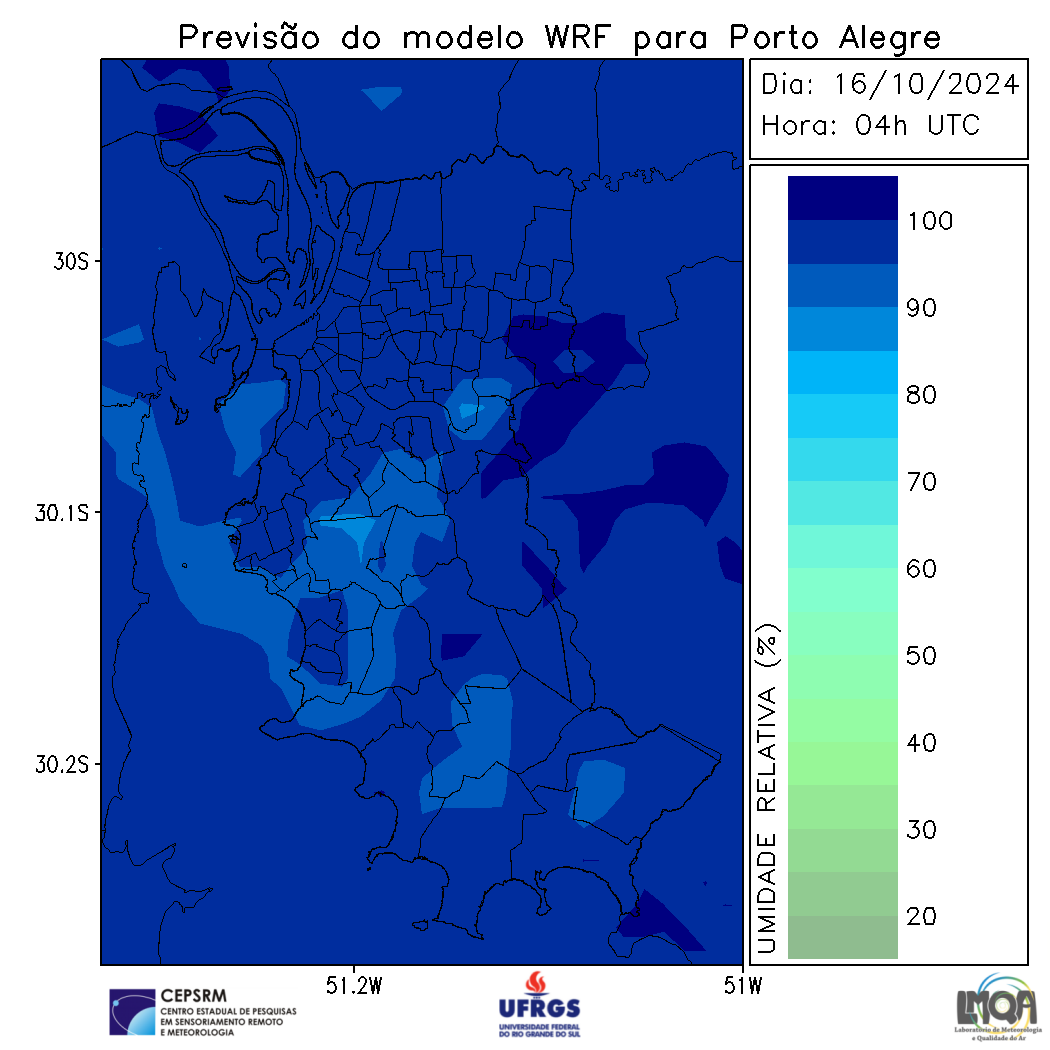 Previsão do modelo WRF para Porto Alegre
Dia: 16/10/2024
Hora: 04h UTC
100
90
80
70
60
50
40
30
20
UMIDADE RELATIVA (%)
30S
30.1S
30.2S
51.2W
51W
CEPSRM
CENTRO ESTADUAL DE PESQUISAS
EM SENSORIAMENTO REMOTO
E METEOROLOGIA
UFRGS
UNIVERSIDADE FEDERAL
DO RIO GRANDE DO SUL
LMQA
Laboratório de Meteorologia
e Qualidade do Ar